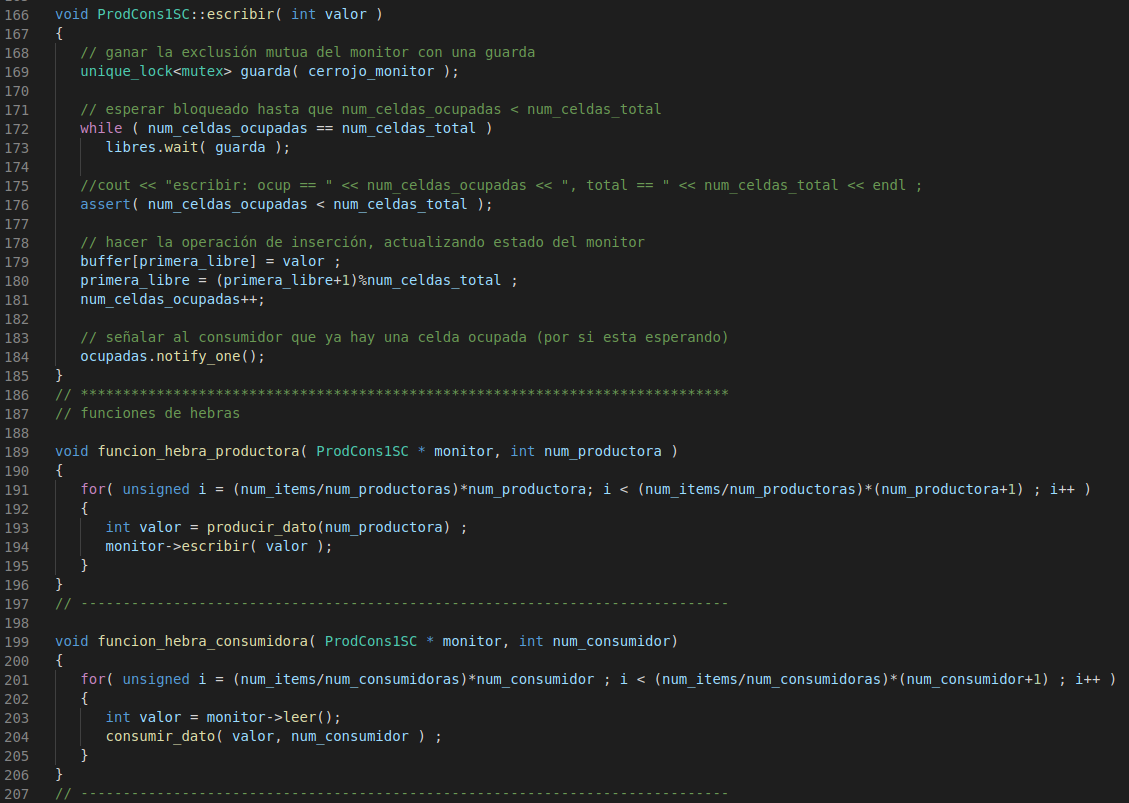 166 void ProdCons1SC::escribir( int valor )
167 {
168 // ganar la exclusión mutua del monitor con una guarda
169 unique_lock<mutex> guarda( cerrojo_monitor );
170
171 // esperar bloqueado hasta que num_celdas_ocupadas < num_celdas_total
172 while ( num_celdas_ocupadas == num_celdas_total )
173 libres.wait( guarda );
174
175 //cout << "escribir: ocup == " << num_celdas_ocupadas << ", total == " << num_celdas_total << endl ;
176 assert( num_celdas_ocupadas < num_celdas_total );
177
178 // hacer la operación de inserción, actualizando estado del monitor
179 buffer[primera_libre] = valor ;
180 primera_libre = (primera_libre+1)%num_celdas_total ;
181 num_celdas_ocupadas++;
182
183 // señalar al consumidor que ya hay una celda ocupada (por si esta esperando)
184 ocupadas.notify_one();
185 }
186 // *****************************************************************************
187 // funciones de hebras
188
189 void funcion_hebra_productora( ProdCons1SC * monitor, int num_productora )
190 {
191 for( unsigned i = (num_items/num_productoras)*num_productora; i < (num_items/num_productoras)*(num_productora+1) ; i++ )
192 {
193 int valor = producir_dato(num_productora) ;
194 monitor->escribir( valor );
195 }
196 }
197 // -----------------------------------------------------------------------------
198
199 void funcion_hebra_consumidora( ProdCons1SC * monitor, int num_consumidor)
200 {
201 for( unsigned i = (num_items/num_consumidoras)*num_consumidor ; i < (num_items/num_consumidoras)*(num_consumidor+1) ; i++ )
202 {
203 int valor = monitor->leer();
204 consumir_dato( valor, num_consumidor ) ;
205 }
206 }
207 // -----------------------------------------------------------------------------